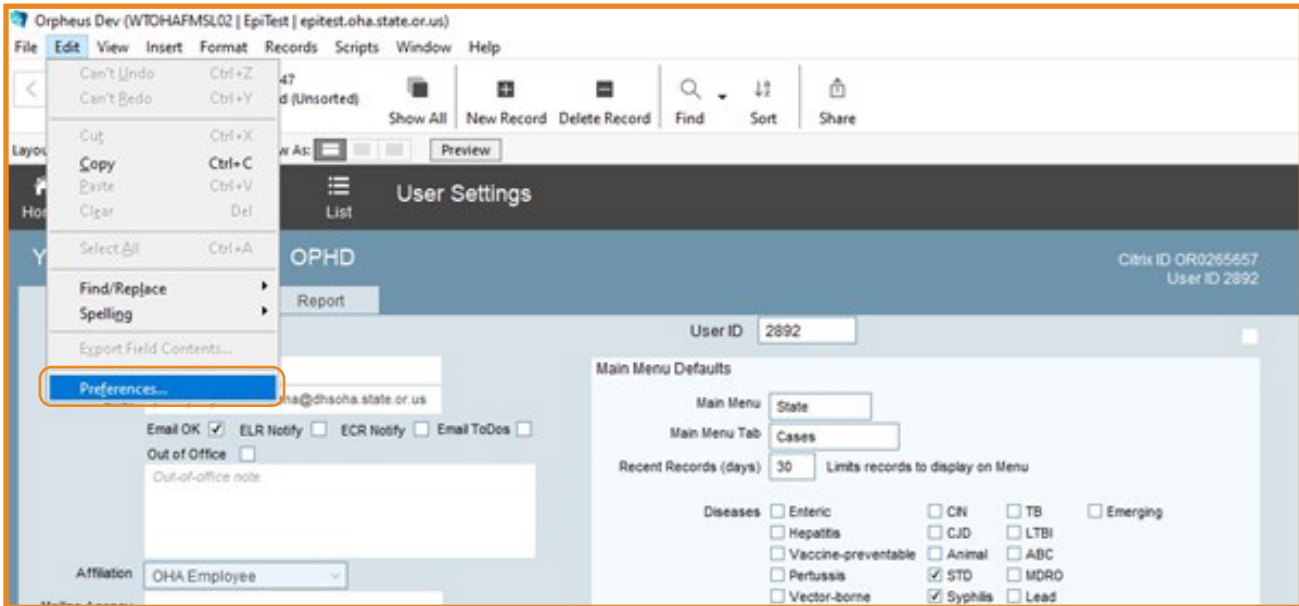 Orpheus Dev (WTOHAFMSL02 | EpiTest | epitest.oha.state.or.us)
File Edit View Insert Format Records Scripts Window Help
Can't Undo Ctrl+Z
Can't Redo Ctrl+Y
Cut Ctrl+X
Copy Ctrl+C
Paste Ctrl+V
Clear Del
Select All Ctrl+A
Find/Replace
Spelling
Export Field Contents...
Preferences...
47
d (Unsorted)
Show All New Record Delete Record Find Sort Share
Layou w As: Preview
Hor List User Settings
Y OPHD
Citrix ID OR0265657
User ID 2892
Report
User ID 2892
@dhsoha.state.or.us
Email OK ELR Notify ECR Notify Email ToDos
Out of Office
Out-of-office note
Affiliation OHA Employee
Mailing Agency
Main Menu Defaults
Main Menu State
Main Menu Tab Cases
Recent Records (days) 30 Limits records to display on Menu
Diseases Enteric CIN TB Emerging
Hepatitis CJD LTBI
Vaccine-preventable Animal ABC
Pertussis STD MDRO
Vector-borne Syphilis Lead